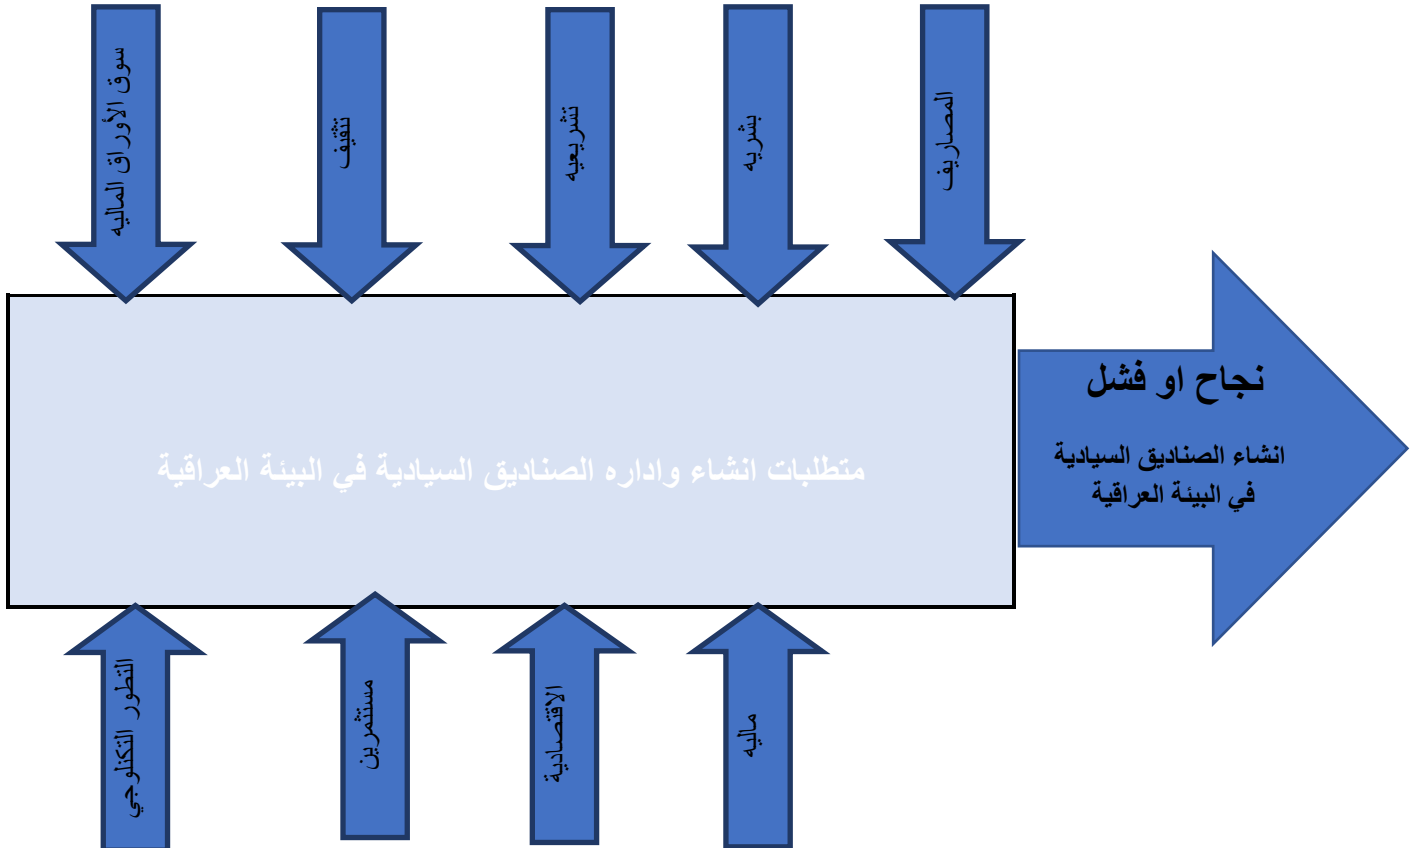 المصاريف
بشريه
تشريعيه
تثقيف
سوق الأوراق الماليه
متطلبات انشاء واداره الصناديق السيادية في البيئة العراقية
نجاح او فشل
انشاء الصناديق السيادية
في البيئة العراقية
ماليه
الاقتصادية
مستثمرين
التطور التكنلوجي